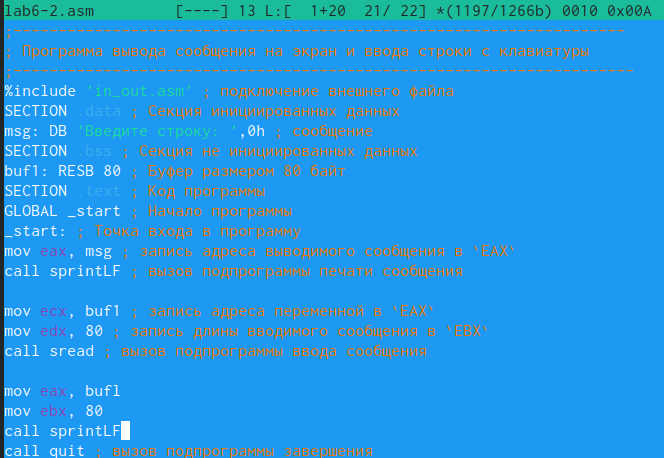 lab6-2.asm [----] 13 L:[ 1+20 21/ 22] *(1197/1266b) 0010 0x00A
;--------------------------------------------------------------------
; Программа вывода сообщения на экран и ввода строки с клавиатуры
;---------------------------------------------------------------------
%include 'in_out.asm' ; подключение внешнего файла
SECTION .data ; Секция инициированных данных
msg: DB 'Введите строку: ',0h ; сообщение
SECTION .bss ; Секция не инициированных данных
buf1: RESB 80 ; Буфер размером 80 байт
SECTION .text ; Код программы
GLOBAL _start ; Начало программы
_start: ; Точка входа в программу
mov eax, msg ; запись адреса выводимого сообщения в `EAX`
call sprintLF ; вызов подпрограммы печати сообщения
mov ecx, buf1 ; запись адреса переменной в `EAX`
mov edx, 80 ; запись длины вводимого сообщения в `EBX`
call sread ; вызов подпрограммы ввода сообщения
mov eax, bufl
mov ebx, 80
call sprintLF
call quit ; вызов подпрограммы завершения